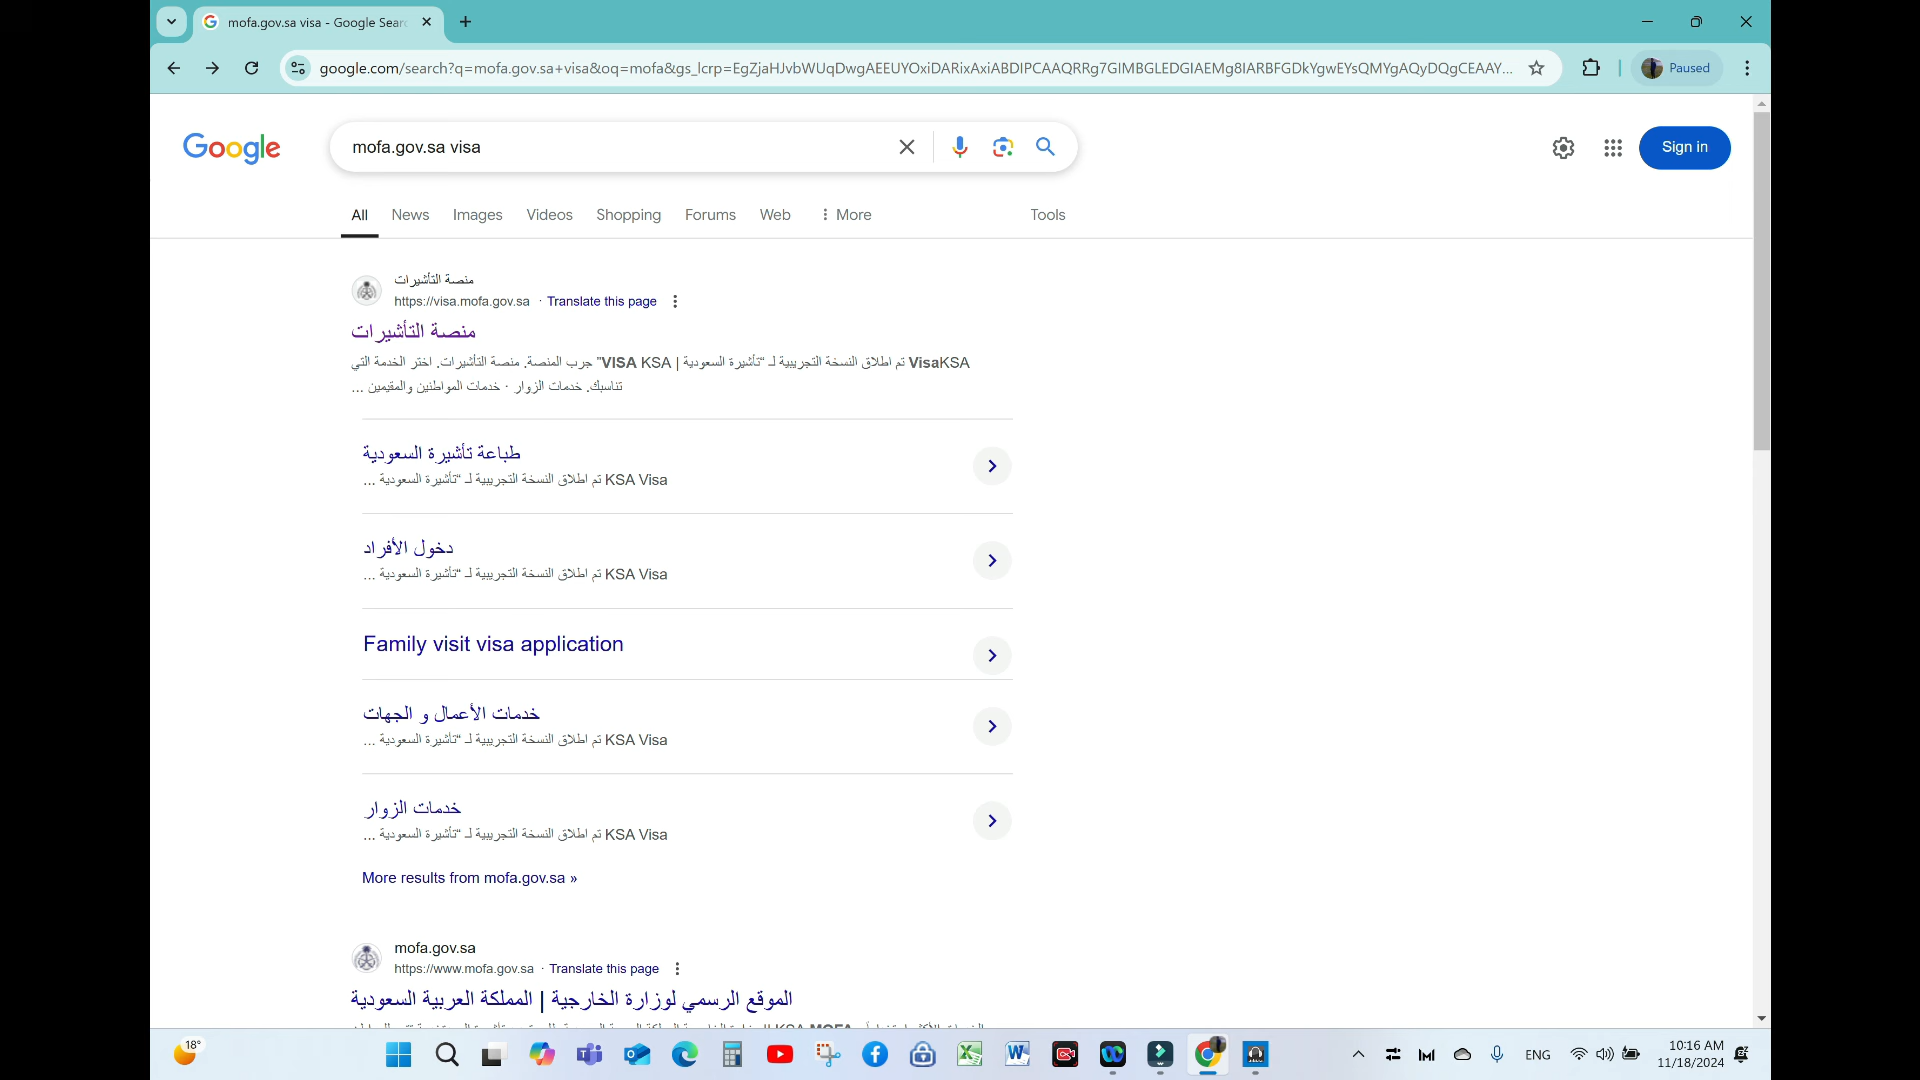 mofa.gov.sa visa - Google Sear
google.com/search?q=mofa.gov.sa+visa&oq=mofa&gs_lcrp=EgZjaHJvbWUqDwgAEEUYOxiDARixAxiABDIPCAAQRRg7GIMBGLEDGIAEMg8IARBFGDkYgwEYsQMYgAQyDQgCEAAY...
Paused
Google
mofa.gov.sa visa
Sign in
All News Images Videos Shopping Forums Web More Tools
منصة التأشيرات
https://visa.mofa.gov.sa · Translate this page
منصة التأشيرات
VisaKSA تم اطلاق النسخة التجريبية لـ "تأشيرة السعودية | VISA KSA" جرب المنصة. منصة التأشيرات. اختر الخدمة التي
تناسبك. خدمات الزوار · خدمات المواطنين والمقيمين ...
طباعة تأشيرة السعودية
KSA Visa تم اطلاق النسخة التجريبية لـ "تأشيرة السعودية ...
دخول الأفراد
KSA Visa تم اطلاق النسخة التجريبية لـ "تأشيرة السعودية ...
Family visit visa application
خدمات الأعمال و الجهات
KSA Visa تم اطلاق النسخة التجريبية لـ "تأشيرة السعودية ...
خدمات الزوار
KSA Visa تم اطلاق النسخة التجريبية لـ "تأشيرة السعودية ...
More results from mofa.gov.sa »
mofa.gov.sa
https://www.mofa.gov.sa · Translate this page
الموقع الرسمي لوزارة الخارجية | المملكة العربية السعودية
18°
ENG
10:16 AM
11/18/2024